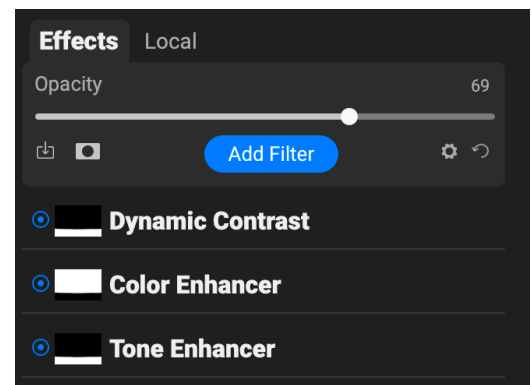 Effects Local
Opacity 69
Add Filter
Dynamic Contrast
Color Enhancer
Tone Enhancer